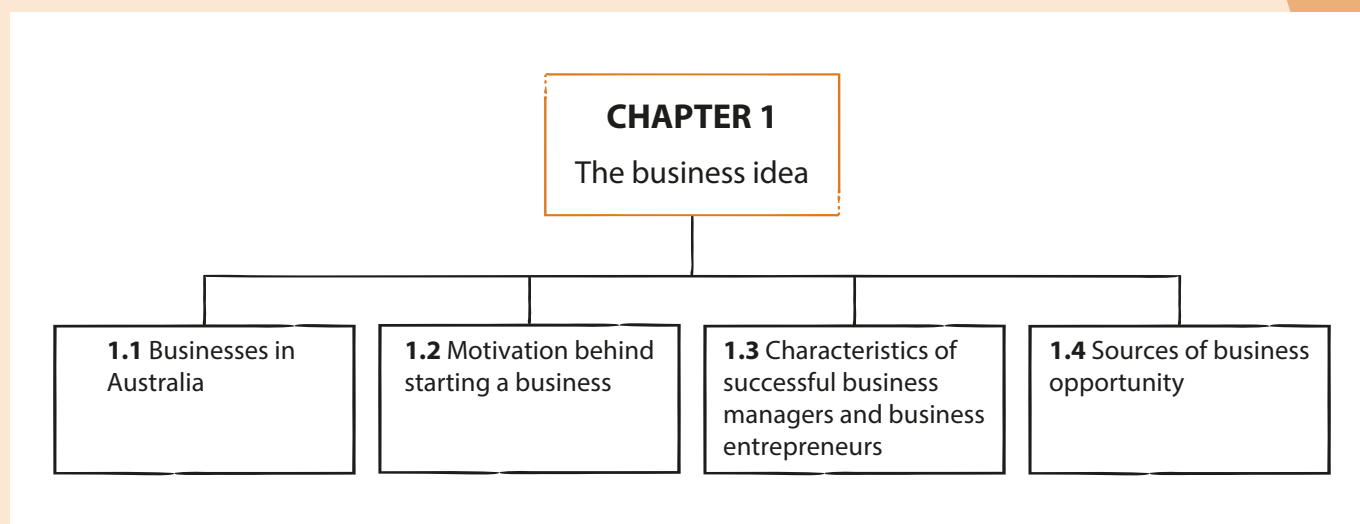 CHAPTER 1
The business idea
1.1 Businesses in
Australia
1.2 Motivation behind
starting a business
1.3 Characteristics of
successful business
managers and business
entrepreneurs
1.4 Sources of business
opportunity